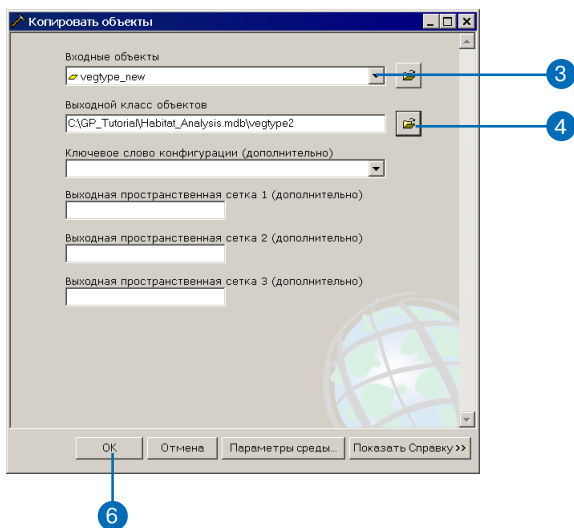 Копировать объекты
Входные объекты
vegtype_new
3
Выходной класс объектов
C:\GP_Tutorial\Habitat_Analysis.mdb\vegtype2
4
Ключевое слово конфигурации (дополнительно)
Выходная пространственная сетка 1 (дополнительно)
Выходная пространственная сетка 2 (дополнительно)
Выходная пространственная сетка 3 (дополнительно)
OK Отмена Параметры среды... Показать Справку >>
6